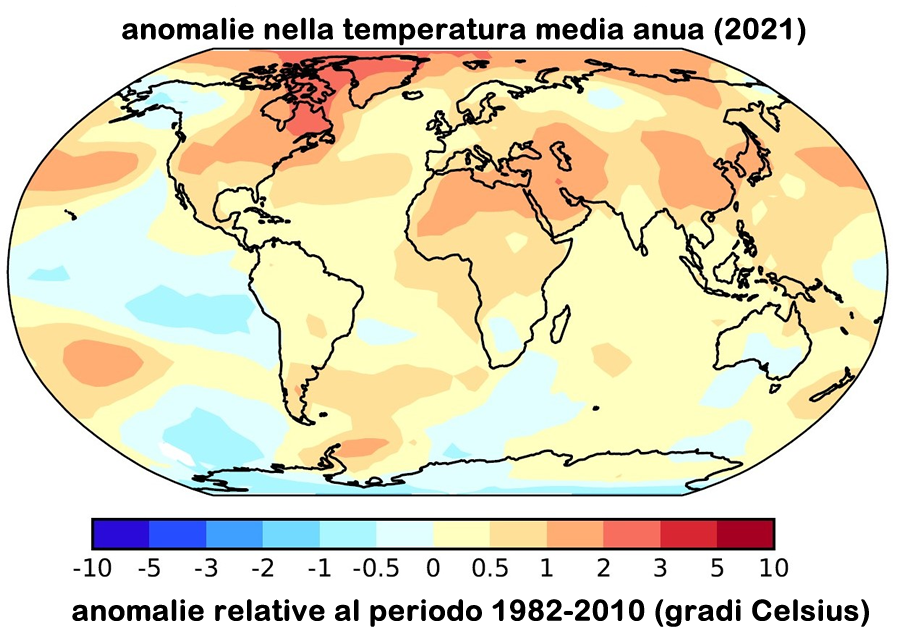 anomalie nella temperatura media anua (2021)
-10 -5 -3 -2 -1 -0.5 0 0.5 1 2 3 5 10
anomalie relative al periodo 1982-2010 (gradi Celsius)